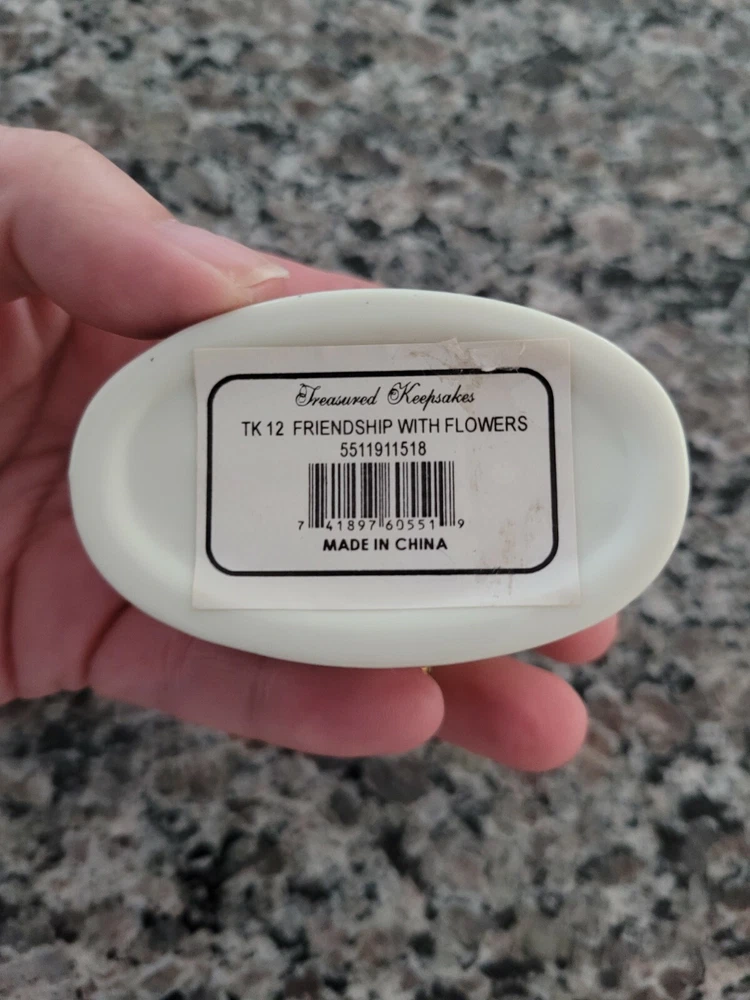 Treasured Keepsakes
TK 12 FRIENDSHIP WITH FLOWERS
5511911518
7 41897 60551 9
MADE IN CHINA